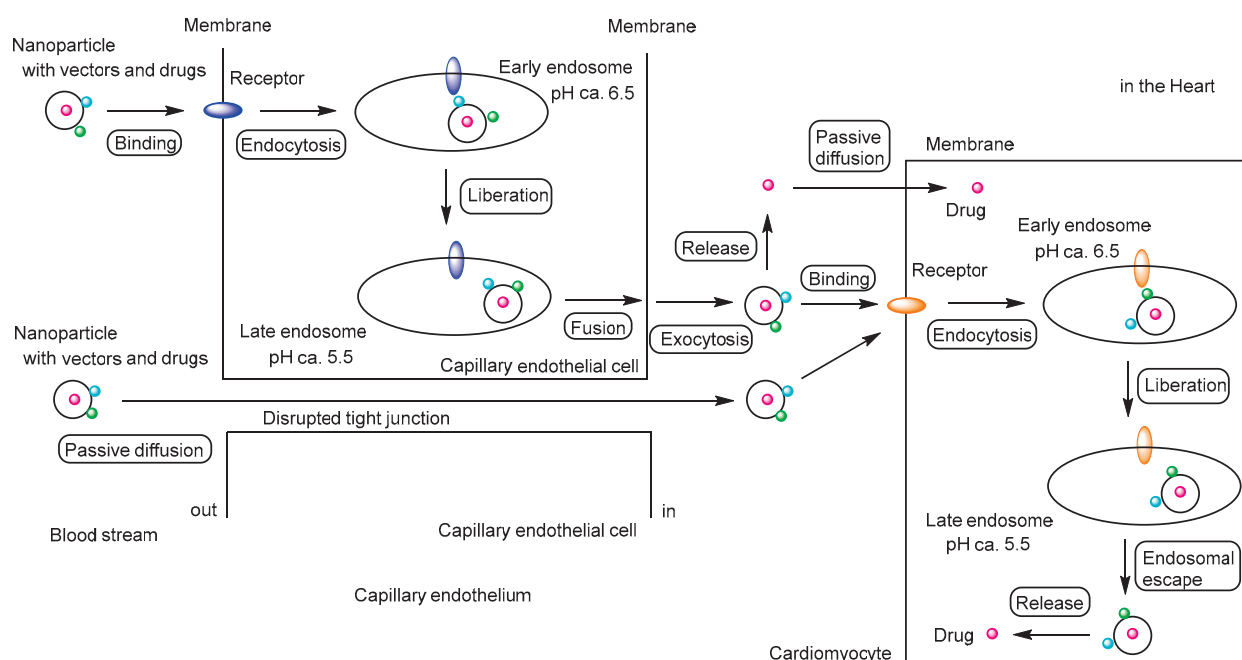 Membrane
Membrane
Nanoparticle
with vectors and drugs
Receptor
Early endosome
pH ca. 6.5
in the Heart
Binding
Endocytosis
Passive
diffusion
Membrane
Liberation
Drug
Release
Early endosome
pH ca. 6.5
Binding
Receptor
Nanoparticle
with vectors and drugs
Late endosome
pH ca. 5.5
Fusion
Exocytosis
Endocytosis
Capillary endothelial cell
Liberation
Disrupted tight junction
Passive diffusion
out
in
Blood stream
Capillary endothelial cell
Late endosome
pH ca. 5.5
Endosomal
escape
Capillary endothelium
Release
Drug
Cardiomyocyte